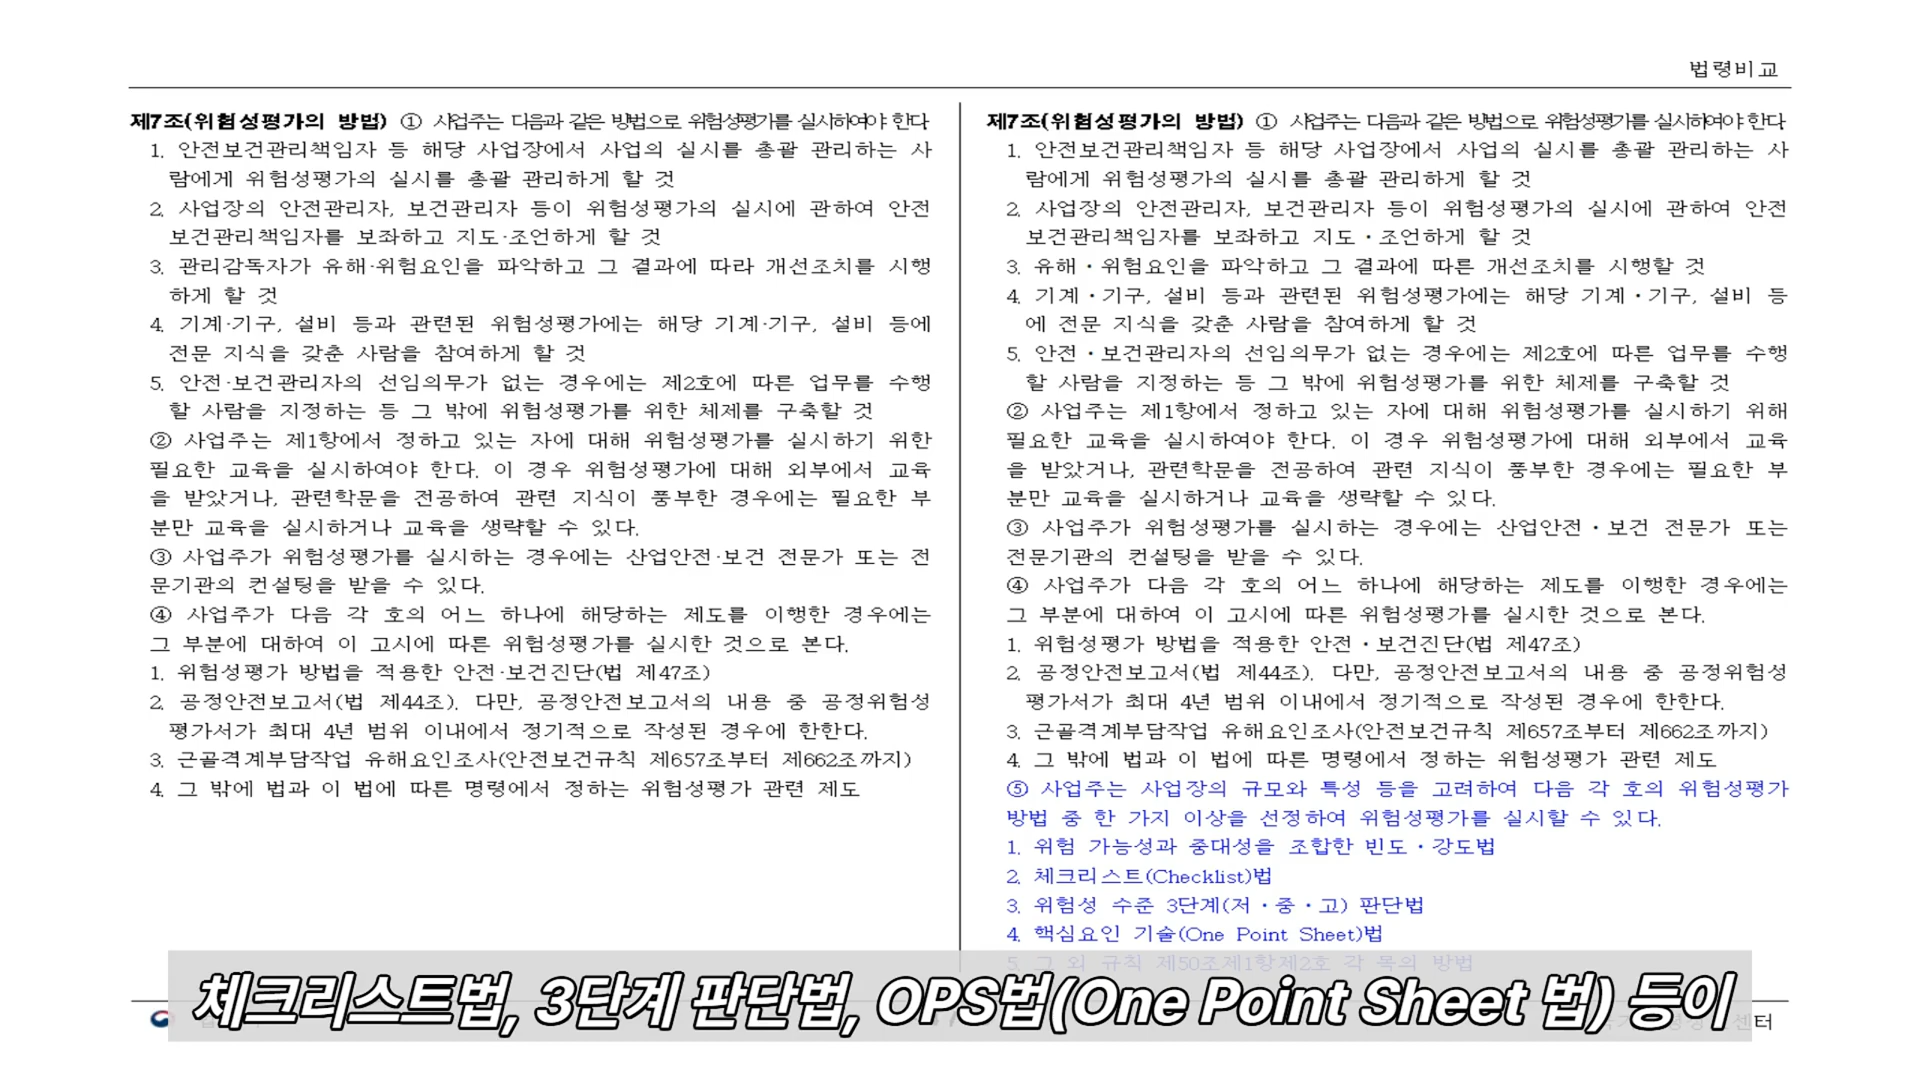 법령비교
제7조(위험성평가의 방법) ① 사업주는 다음과 같은 방법으로 위험성평가를 실시하여야 한다.
1. 안전보건관리책임자 등 해당 사업장에서 사업의 실시를 총괄 관리하는 사
람에게 위험성평가의 실시를 총괄 관리하게 할 것
2. 사업장의 안전관리자, 보건관리자 등이 위험성평가의 실시에 관하여 안전
보건관리책임자를 보좌하고 지도·조언하게 할 것
3. 관리감독자가 유해·위험요인을 파악하고 그 결과에 따라 개선조치를 시행
하게 할 것
4. 기계·기구, 설비 등과 관련된 위험성평가에는 해당 기계·기구, 설비 등에
전문 지식을 갖춘 사람을 참여하게 할 것
5. 안전·보건관리자의 선임의무가 없는 경우에는 제2호에 따른 업무를 수행
할 사람을 지정하는 등 그 밖에 위험성평가를 위한 체제를 구축할 것
② 사업주는 제1항에서 정하고 있는 자에 대해 위험성평가를 실시하기 위한
필요한 교육을 실시하여야 한다. 이 경우 위험성평가에 대해 외부에서 교육
을 받았거나, 관련학문을 전공하여 관련 지식이 풍부한 경우에는 필요한 부
분만 교육을 실시하거나 교육을 생략할 수 있다.
③ 사업주가 위험성평가를 실시하는 경우에는 산업안전·보건 전문가 또는 전
문기관의 컨설팅을 받을 수 있다.
④ 사업주가 다음 각 호의 어느 하나에 해당하는 제도를 이행한 경우에는
그 부분에 대하여 이 고시에 따른 위험성평가를 실시한 것으로 본다.
1. 위험성평가 방법을 적용한 안전·보건진단(법 제47조)
2. 공정안전보고서(법 제44조). 다만, 공정안전보고서의 내용 중 공정위험성
평가서가 최대 4년 범위 이내에서 정기적으로 작성된 경우에 한한다.
3. 근골격계부담작업 유해요인조사(안전보건규칙 제657조부터 제662조까지)
4. 그 밖에 법과 이 법에 따른 명령에서 정하는 위험성평가 관련 제도
제7조(위험성평가의 방법) ① 사업주는 다음과 같은 방법으로 위험성평가를 실시하여야 한다.
1. 안전보건관리책임자 등 해당 사업장에서 사업의 실시를 총괄 관리하는 사
람에게 위험성평가의 실시를 총괄 관리하게 할 것
2. 사업장의 안전관리자, 보건관리자 등이 위험성평가의 실시에 관하여 안전
보건관리책임자를 보좌하고 지도・조언하게 할 것
3. 유해・위험요인을 파악하고 그 결과에 따른 개선조치를 시행할 것
4. 기계・기구, 설비 등과 관련된 위험성평가에는 해당 기계・기구, 설비 등
에 전문 지식을 갖춘 사람을 참여하게 할 것
5. 안전・보건관리자의 선임의무가 없는 경우에는 제2호에 따른 업무를 수행
할 사람을 지정하는 등 그 밖에 위험성평가를 위한 체제를 구축할 것
② 사업주는 제1항에서 정하고 있는 자에 대해 위험성평가를 실시하기 위해
필요한 교육을 실시하여야 한다. 이 경우 위험성평가에 대해 외부에서 교육
을 받았거나, 관련학문을 전공하여 관련 지식이 풍부한 경우에는 필요한 부
분만 교육을 실시하거나 교육을 생략할 수 있다.
③ 사업주가 위험성평가를 실시하는 경우에는 산업안전・보건 전문가 또는
전문기관의 컨설팅을 받을 수 있다.
④ 사업주가 다음 각 호의 어느 하나에 해당하는 제도를 이행한 경우에는
그 부분에 대하여 이 고시에 따른 위험성평가를 실시한 것으로 본다.
1. 위험성평가 방법을 적용한 안전・보건진단(법 제47조)
2. 공정안전보고서(법 제44조). 다만, 공정안전보고서의 내용 중 공정위험성
평가서가 최대 4년 범위 이내에서 정기적으로 작성된 경우에 한한다.
3. 근골격계부담작업 유해요인조사(안전보건규칙 제657조부터 제662조까지)
4. 그 밖에 법과 이 법에 따른 명령에서 정하는 위험성평가 관련 제도
⑤ 사업주는 사업장의 규모와 특성 등을 고려하여 다음 각 호의 위험성평가
방법 중 한 가지 이상을 선정하여 위험성평가를 실시할 수 있다.
1. 위험 가능성과 중대성을 조합한 빈도・강도법
2. 체크리스트(Checklist)법
3. 위험성 수준 3단계(저・중・고) 판단법
4. 핵심요인 기술(One Point Sheet)법
5. 그 외 규칙 제50조제1항제2호 각 목의 방법
체크리스트법, 3단계 판단법, OPS법(One Point Sheet 법) 등이